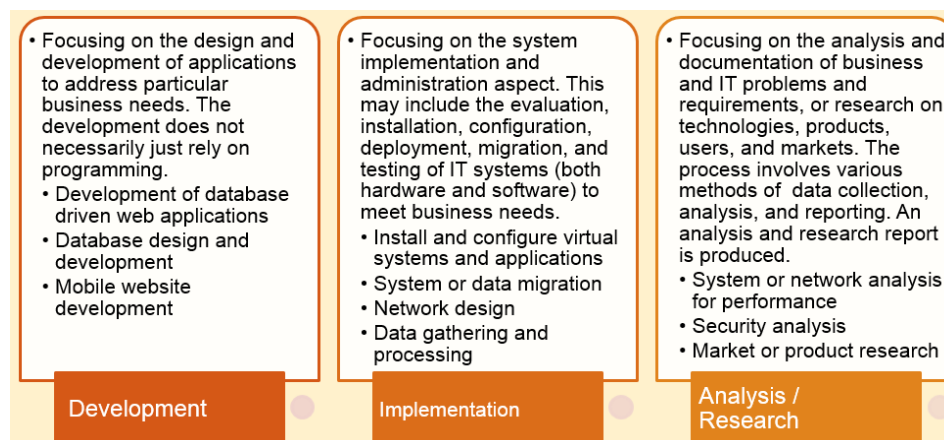 • Focusing on the design and
development of applications
to address particular
business needs. The
development does not
necessarily just rely on
programming.
• Development of database
driven web applications
• Database design and
development
• Mobile website
development
Development
• Focusing on the system
implementation and
administration aspect. This
may include the evaluation,
installation, configuration,
deployment, migration, and
testing of IT systems (both
hardware and software) to
meet business needs.
• Install and configure virtual
systems and applications
• System or data migration
• Network design
• Data gathering and
processing
Implementation
• Focusing on the analysis and
documentation of business
and IT problems and
requirements, or research on
technologies, products,
users, and markets. The
process involves various
methods of data collection,
analysis, and reporting. An
analysis and research report
is produced.
• System or network analysis
for performance
• Security analysis
• Market or product research
Analysis /
Research